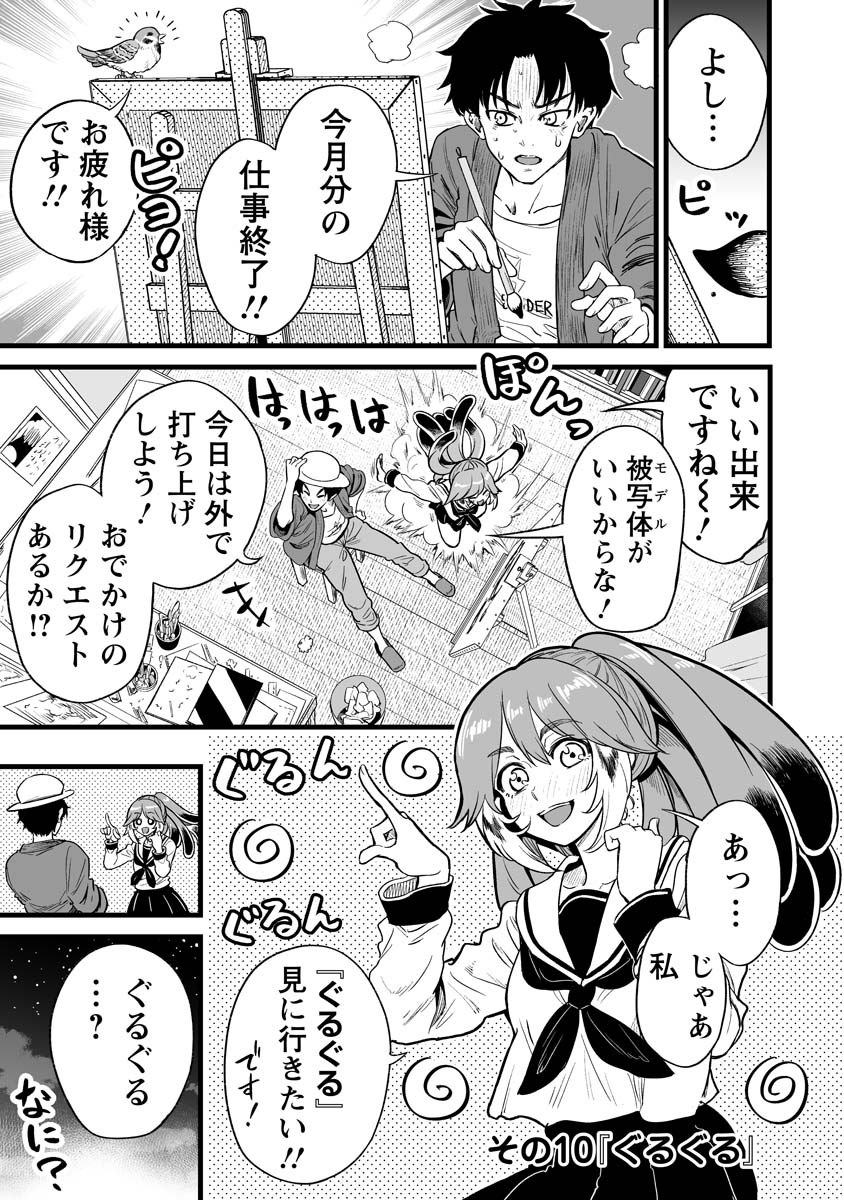 よし…
ピッ
今月分の
仕事終了!!
ピヨ!
お疲れ様
です!!
いい出来
ですね〜!
ぽんっ
被写体が
モデル
いいからな!
はっはっは
今日は外で
打ち上げ
しよう!
おでかけの
リクエスト
あるか!?
あっ…
じゃあ
私
ぐるんっ
ぐるんっ
『ぐるぐる』
見に行きたい!!
です!
その10『ぐるぐる』
ぐるぐる
…?
なに?